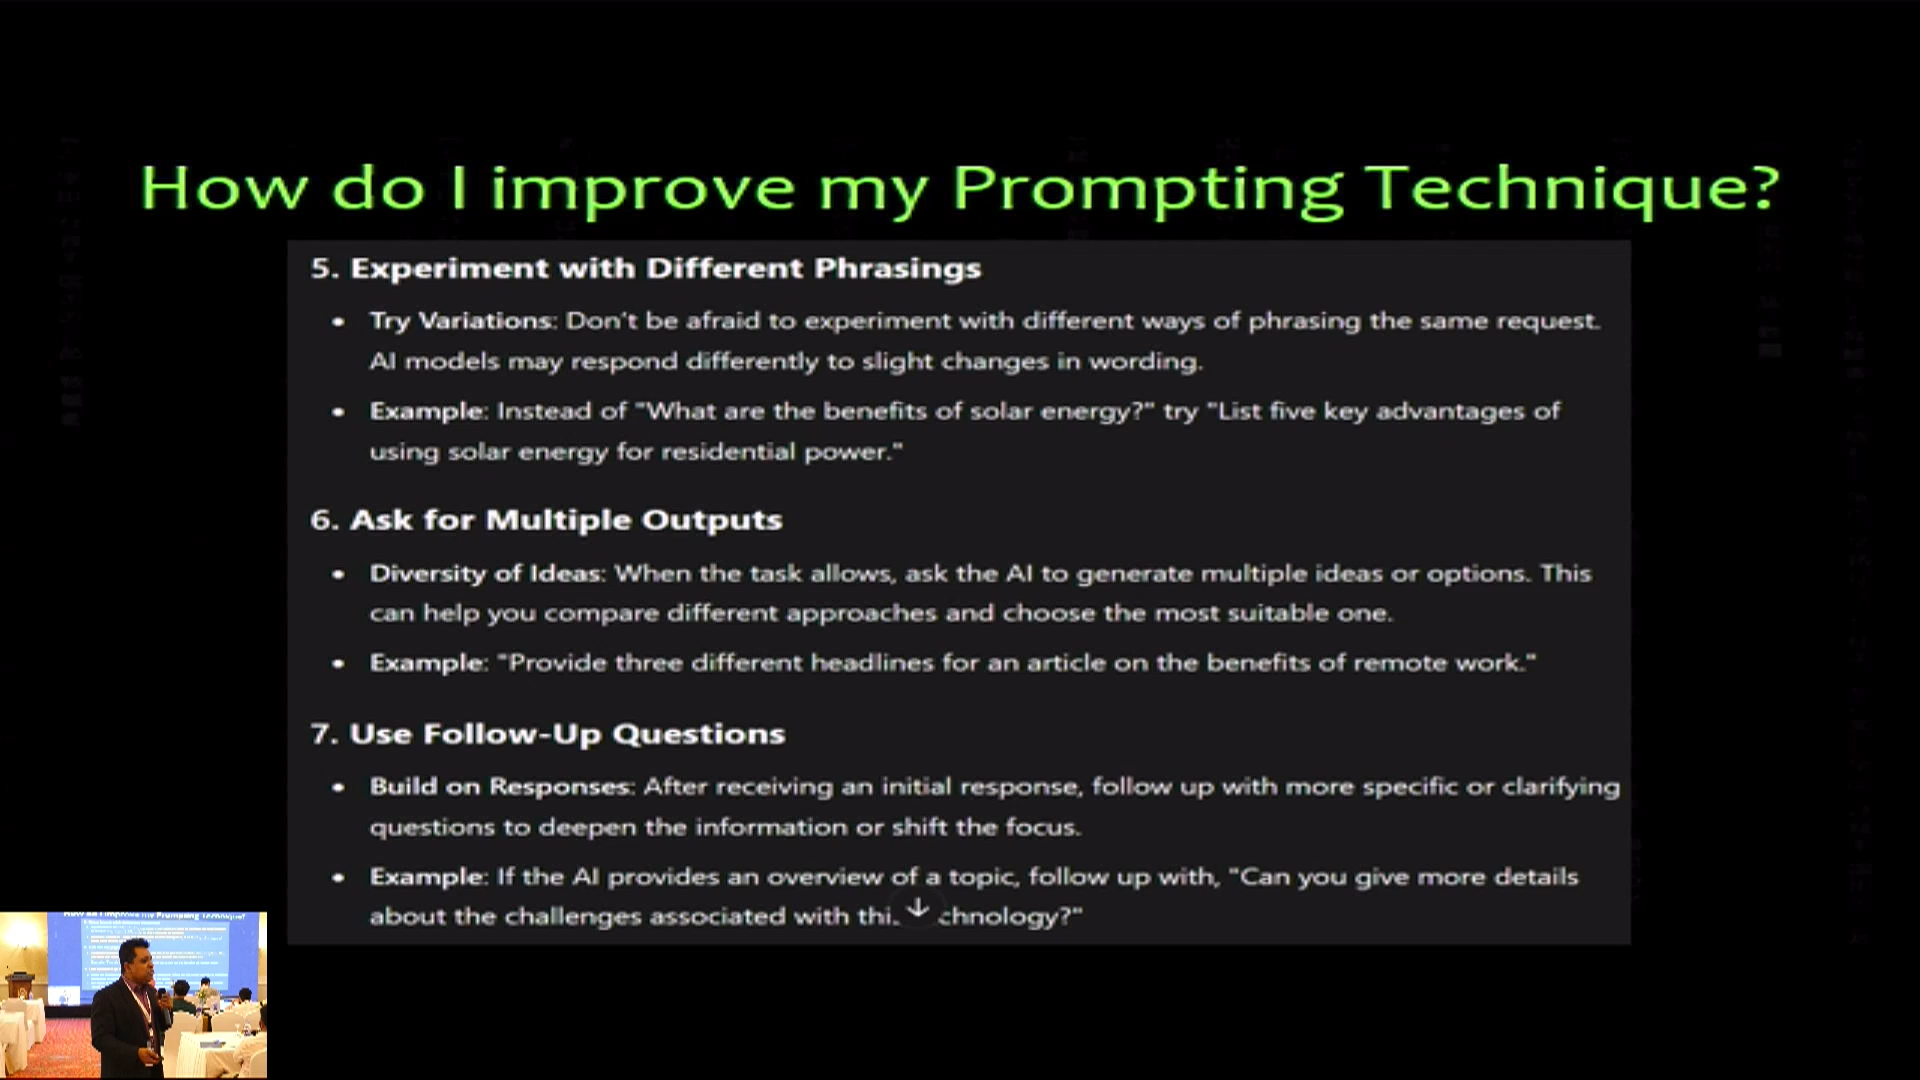 How do I improve my Prompting Technique?
5. Experiment with Different Phrasings
• Try Variations: Don't be afraid to experiment with different ways of phrasing the same request.
AI models may respond differently to slight changes in wording.
• Example: Instead of "What are the benefits of solar energy?" try "List five key advantages of
using solar energy for residential power."
6. Ask for Multiple Outputs
• Diversity of Ideas: When the task allows, ask the AI to generate multiple ideas or options. This
can help you compare different approaches and choose the most suitable one.
• Example: "Provide three different headlines for an article on the benefits of remote work."
7. Use Follow-Up Questions
• Build on Responses: After receiving an initial response, follow up with more specific or clarifying
questions to deepen the information or shift the focus.
• Example: If the AI provides an overview of a topic, follow up with, "Can you give more details
about the challenges associated with thi chnology?"
How do I improve my Prompting Technique?